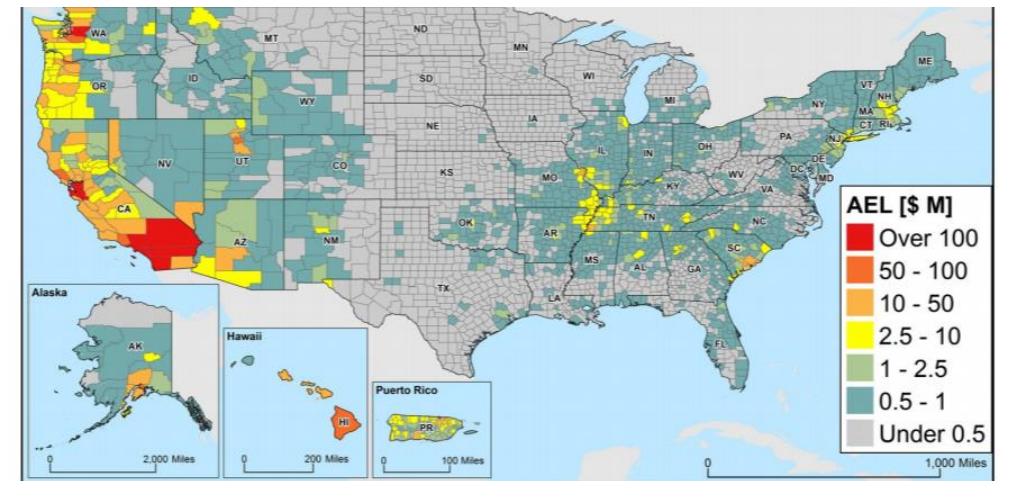 WA
MT
ND
MN
ME
OR
ID
SD
WI
MI
VT
NH
NY
MA
CT
RI
WY
IA
NE
PA
NJ
NV
UT
CO
IL
IN
OH
DE
MD
DC
WV
KS
MO
KY
VA
CA
AZ
NM
OK
AR
TN
NC
SC
MS
AL
GA
TX
LA
FL
AEL [$ M]
Over 100
50 - 100
10 - 50
2.5 - 10
1 - 2.5
0.5 - 1
Under 0.5
Alaska
AK
0 2,000 Miles
Hawaii
HI
0 200 Miles
Puerto Rico
PR
0 100 Miles
0 1,000 Miles